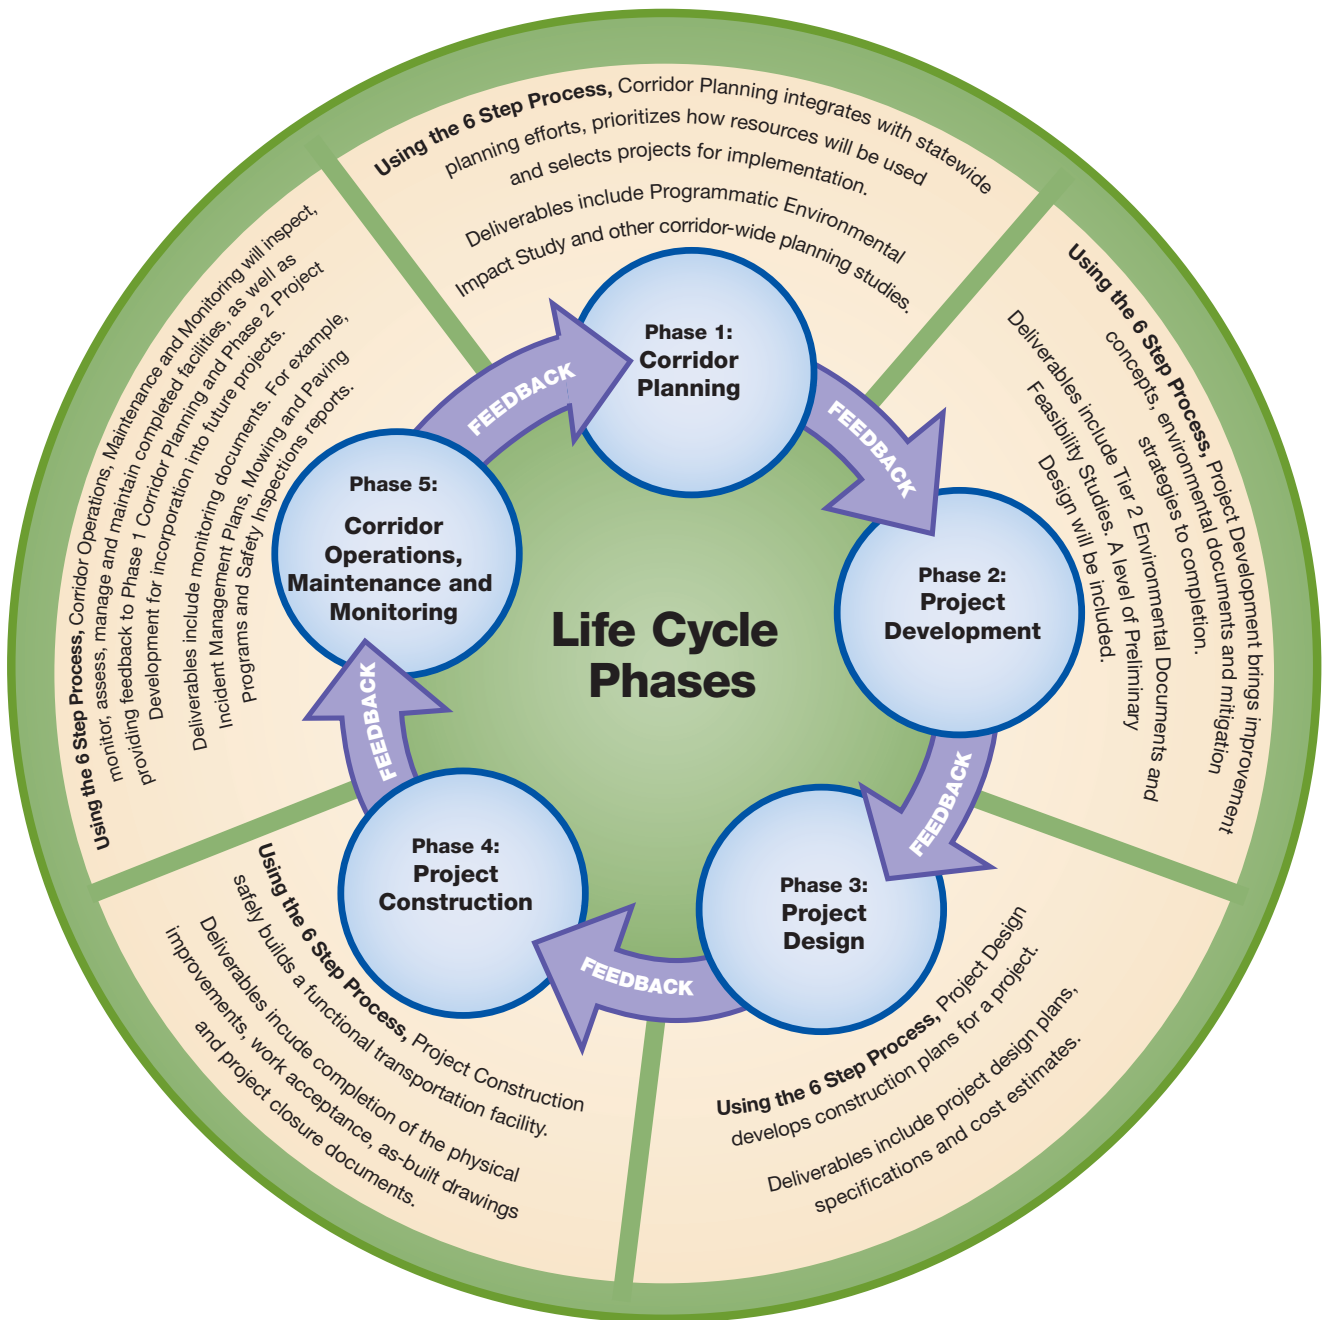 Using the 6 Step Process, Corridor Planning integrates with statewide
planning efforts, prioritizes how resources will be used
and selects projects for implementation.
Deliverables include Programmatic Environmental
Impact Study and other corridor-wide planning studies.
Phase 1:
Corridor
Planning
FEEDBACK
Using the 6 Step Process, Project Development brings improvement
concepts, environmental documents and mitigation
strategies to completion.
Deliverables include Tier 2 Environmental Documents and
Feasibility Studies. A level of Preliminary
Design will be included.
Phase 2:
Project
Development
FEEDBACK
Phase 3:
Project
Design
Using the 6 Step Process, Project Design
develops construction plans for a project.
Deliverables include project design plans,
specifications and cost estimates.
FEEDBACK
Phase 4:
Project
Construction
Using the 6 Step Process, Project Construction
safely builds a functional transportation facility.
Deliverables incude completion of the physical
improvements, work acceptance, as-built drawings
and project closure documents.
FEEDBACK
Phase 5:
Corridor
Operations,
Maintenance and
Monitoring
Using the 6 Step Process, Corridor Operations, Maintenance and Monitoring will inspect,
monitor, assess, manage and maintain completed facilities, as well as
providing feedback to Phase 1 Corridor Planning and Phase 2 Project
Development for incorporation into future projects.
Deliverables include monitoring documents. For example,
Incident Management Plans, Mowing and Paving
Programs and Safety Inspections reports.
FEEDBACK
Life Cycle
Phases